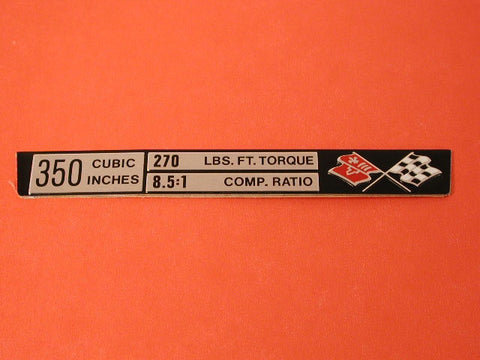 350 CUBIC INCHES
270 LBS. FT. TORQUE
8.5:1 COMP. RATIO